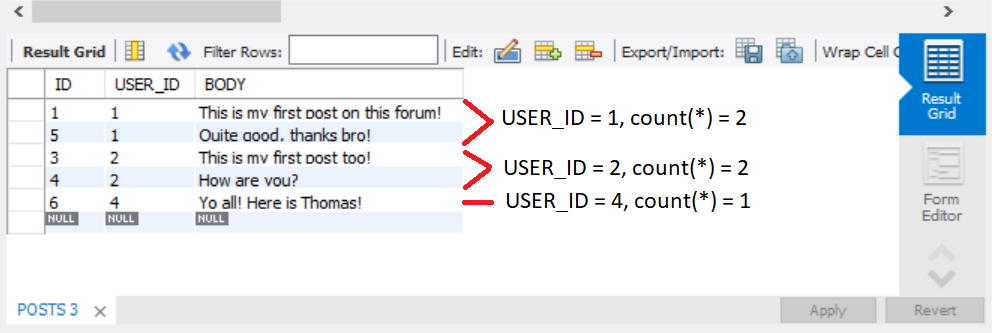 Result Grid Filter Rows: Edit: Export/Import: Wrap Cell C
ID USER_ID BODY
1 1 This is my first post on this forum!
5 1 Quite good, thanks bro!
3 2 This is my first post too!
4 2 How are you?
6 4 Yo all! Here is Thomas!
NULL NULL NULL
USER_ID = 1, count(*) = 2
USER_ID = 2, count(*) = 2
USER_ID = 4, count(*) = 1
Result
Grid
Form
Editor
POSTS 3 Apply Revert